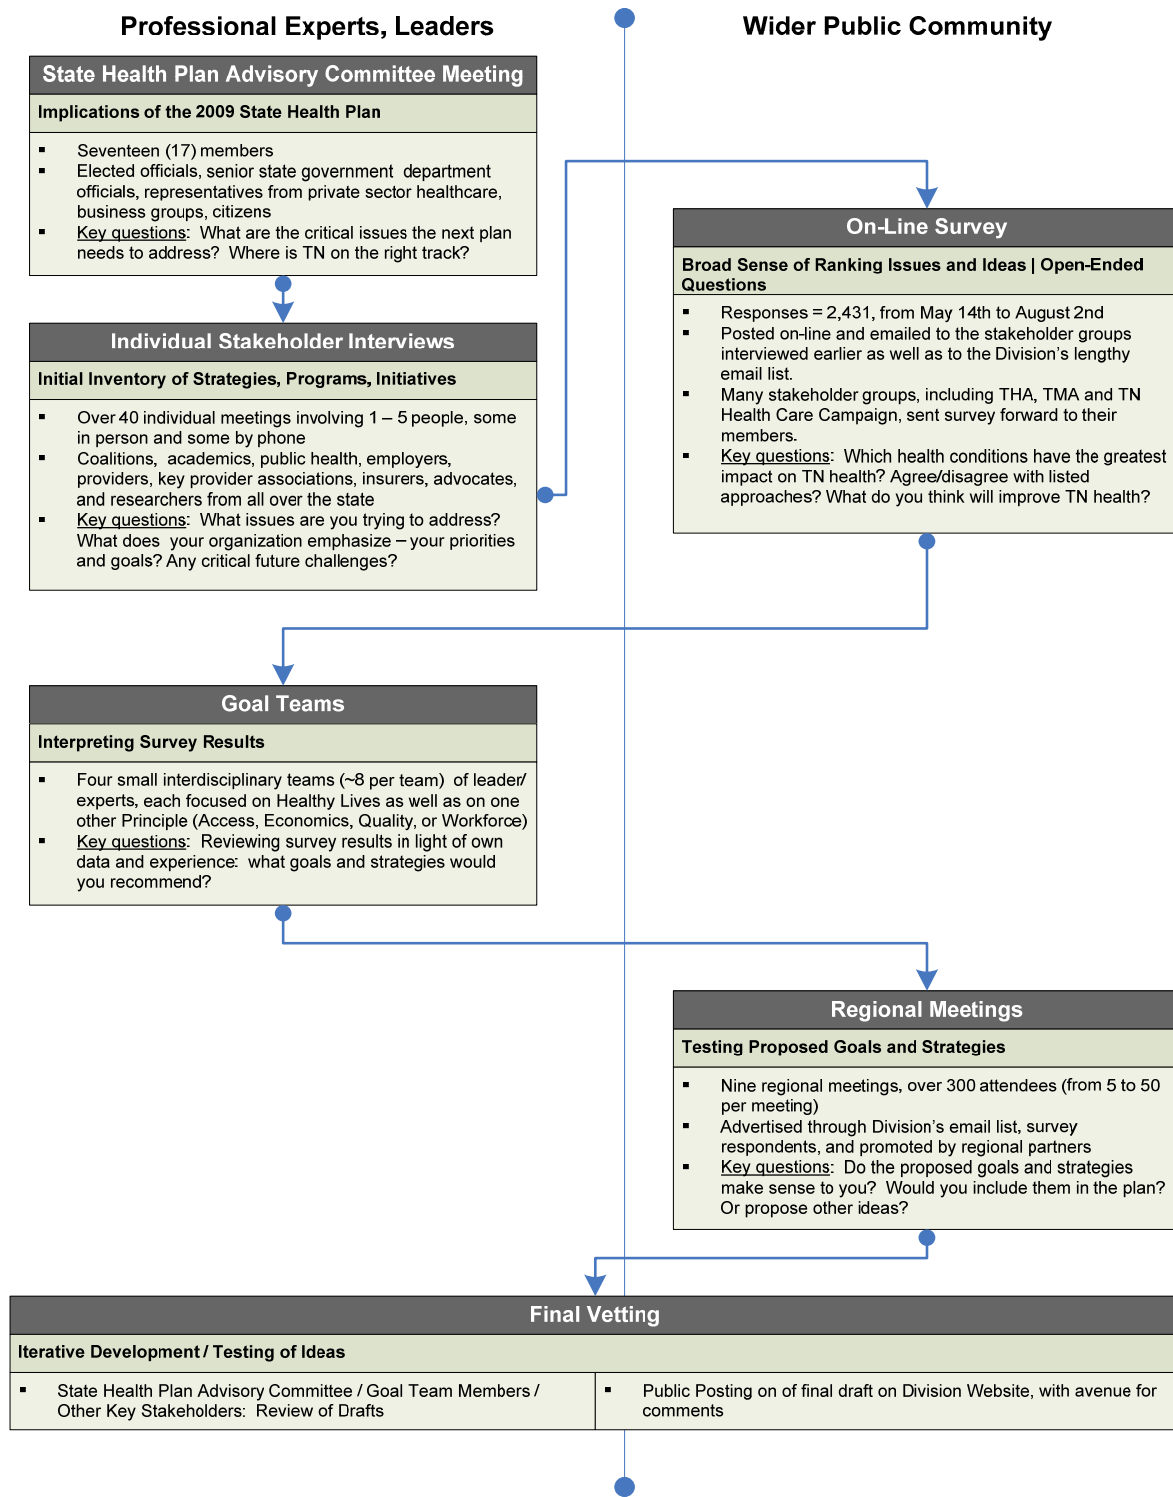 Professional Experts, Leaders
Wider Public Community
State Health Plan Advisory Committee Meeting
Implications of the 2009 State Health Plan
▪ Seventeen (17) members
▪ Elected officials, senior state government department
officials, representatives from private sector healthcare,
business groups, citizens
▪ Key questions: What are the critical issues the next plan
needs to address? Where is TN on the right track?
Individual Stakeholder Interviews
Initial Inventory of Strategies, Programs, Initiatives
▪ Over 40 individual meetings involving 1 – 5 people, some
in person and some by phone
▪ Coalitions, academics, public health, employers,
providers, key provider associations, insurers, advocates,
and researchers from all over the state
▪ Key questions: What issues are you trying to address?
What does your organization emphasize – your priorities
and goals? Any critical future challenges?
On-Line Survey
Broad Sense of Ranking Issues and Ideas | Open-Ended
Questions
▪ Responses = 2,431, from May 14th to August 2nd
▪ Posted on-line and emailed to the stakeholder groups
interviewed earlier as well as to the Division's lengthy
email list.
▪ Many stakeholder groups, including THA, TMA and TN
Health Care Campaign, sent survey forward to their
members.
▪ Key questions: Which health conditions have the greatest
impact on TN health? Agree/disagree with listed
approaches? What do you think will improve TN health?
Goal Teams
Interpreting Survey Results
▪ Four small interdisciplinary teams (~8 per team) of leader/
experts, each focused on Healthy Lives as well as on one
other Principle (Access, Economics, Quality, or Workforce)
▪ Key questions: Reviewing survey results in light of own
data and experience: what goals and strategies would
you recommend?
Regional Meetings
Testing Proposed Goals and Strategies
▪ Nine regional meetings, over 300 attendees (from 5 to 50
per meeting)
▪ Advertised through Division's email list, survey
respondents, and promoted by regional partners
▪ Key questions: Do the proposed goals and strategies
make sense to you? Would you include them in the plan?
Or propose other ideas?
Final Vetting
Iterative Development / Testing of Ideas
▪ State Health Plan Advisory Committee / Goal Team Members /
Other Key Stakeholders: Review of Drafts
▪ Public Posting on of final draft on Division Website, with avenue for
comments